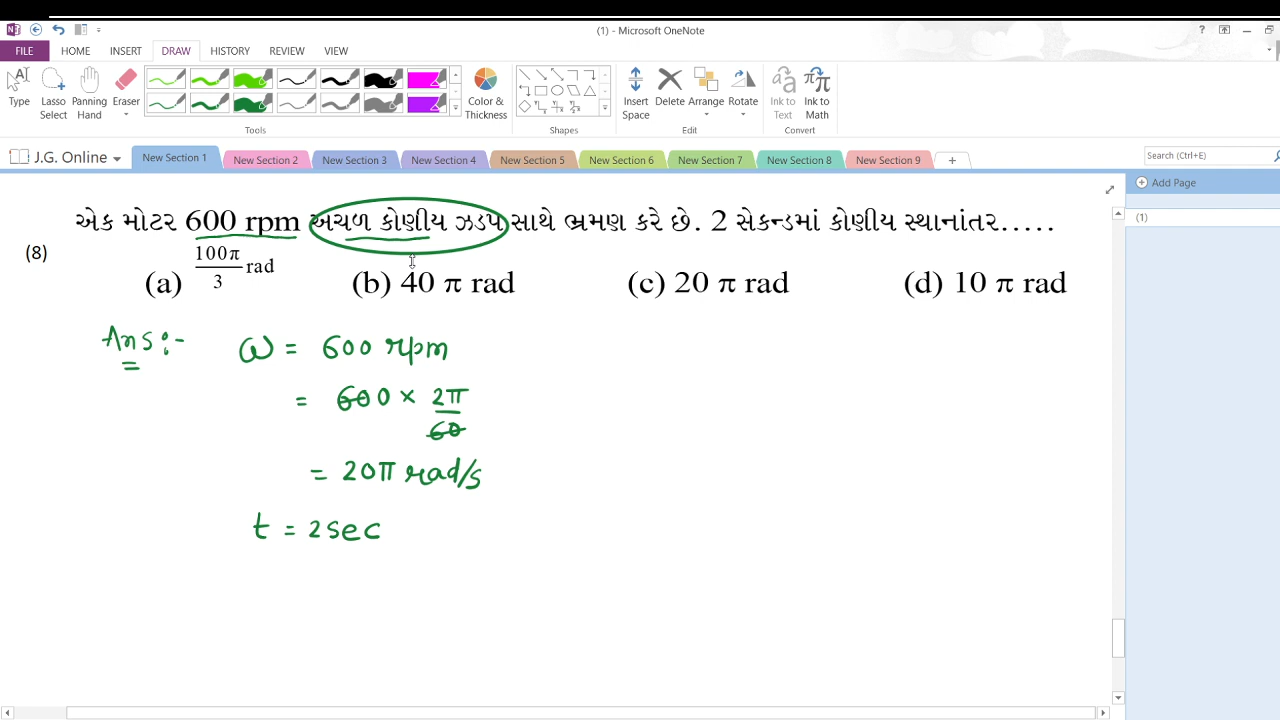 (1) - Microsoft OneNote
FILE HOME INSERT DRAW HISTORY REVIEW VIEW
Type Lasso Select Panning Hand Eraser Color & Thickness Insert Space Delete Arrange Rotate Ink to Text Ink to Math
Tools Shapes Edit Convert
J.G. Online New Section 1 New Section 2 New Section 3 New Section 4 New Section 5 New Section 6 New Section 7 New Section 8 New Section 9 Search (Ctrl+E)
Add Page
(1)
એક મોટર 600 rpm અચળ કોણીય ઝડપ સાથે ભ્રમણ કરે છે. 2 સેકન્ડમાં કોણીય સ્થાનાંતર.....
(8)
(a) 100π/3 rad (b) 40 π rad (c) 20 π rad (d) 10 π rad
Ans :- ω = 600 rpm
= 600 × 2π/60
= 20π rad/s
t = 2 sec